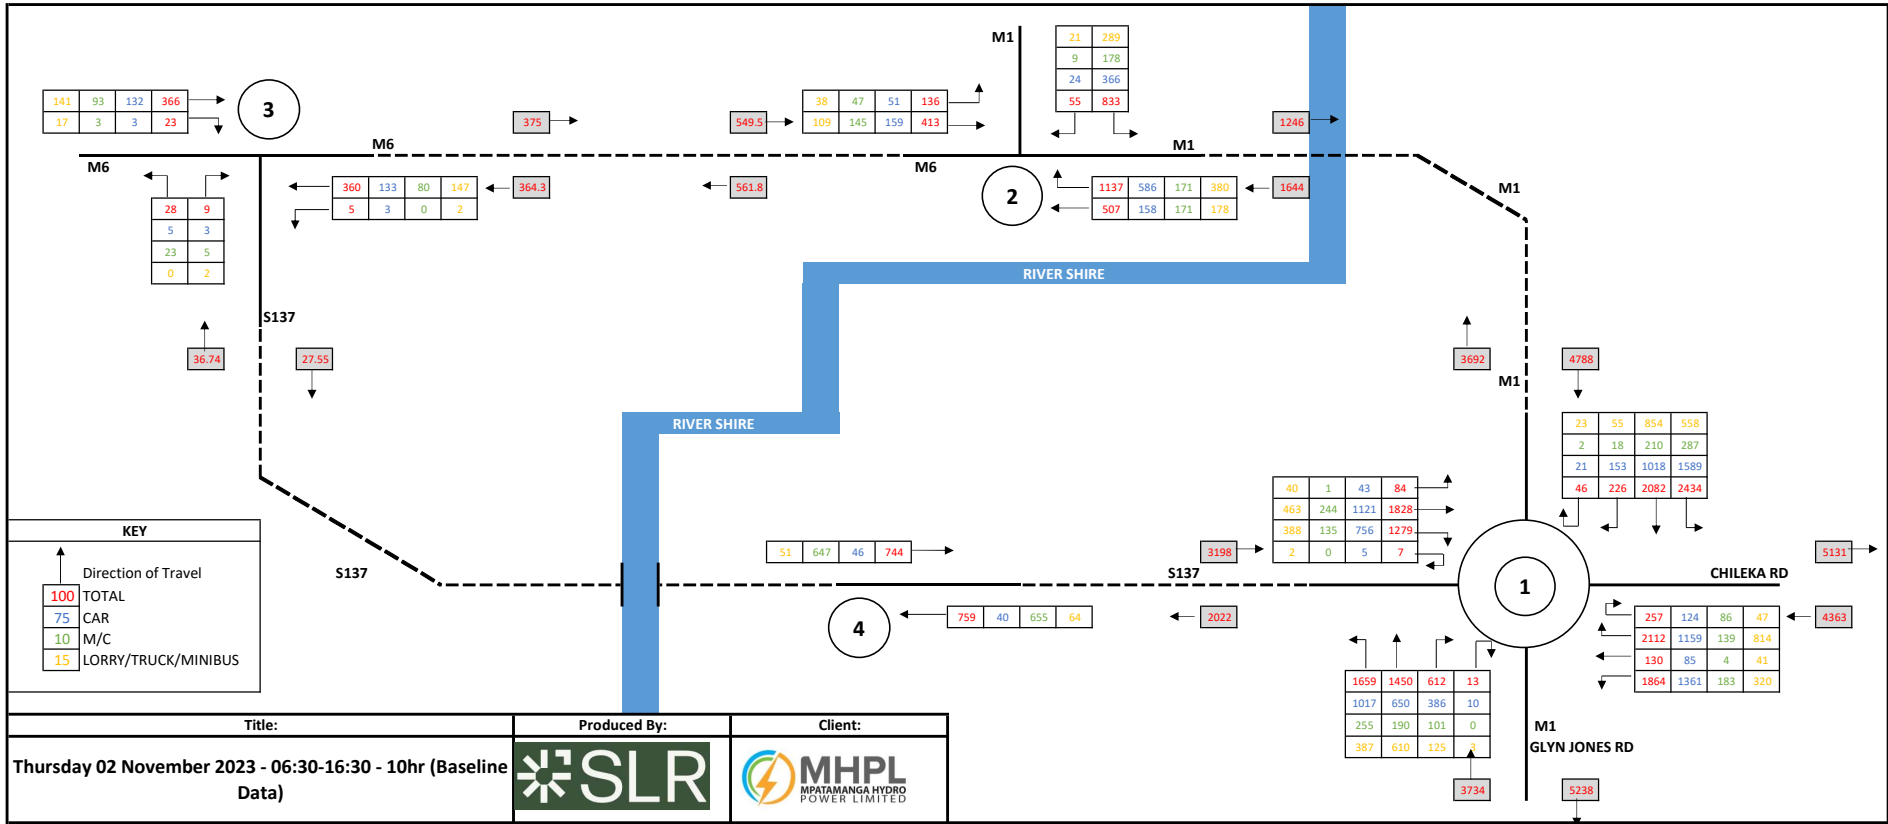 M1
21 289
9 178
24 366
55 833
141 93 132 366
17 3 3 23
3
375
549.5
38 47 51 136
109 145 159 413
1246
M6
M6
M6
M1
28 9
5 3
23 5
0 2
360 133 80 147
5 3 0 2
364.3
561.8
2
1137 586 171 380
507 158 171 178
1644
M1
RIVER SHIRE
S137
36.74
27.55
3692
4788
M1
RIVER SHIRE
23 55 854 558
2 18 210 287
21 153 1018 1589
46 226 2082 2434
40 1 43 84
463 244 1121 1828
388 135 756 1279
2 0 5 7
KEY
Direction of Travel
100 TOTAL
75 CAR
10 M/C
15 LORRY/TRUCK/MINIBUS
S137
51 647 46 744
3198
S137
1
5131
CHILEKA RD
4
759 40 655 64
2022
257 124 86 47
2112 1159 139 814
130 85 4 41
1864 1361 183 320
4363
1659 1450 612 13
1017 650 386 10
255 190 101 0
387 610 125 3
M1
GLYN JONES RD
3734
5238
Title:
Produced By:
Client:
Thursday 02 November 2023 - 06:30-16:30 - 10hr (Baseline
Data)
SLR
MHPL
MPATAMANGA HYDRO
POWER LIMITED